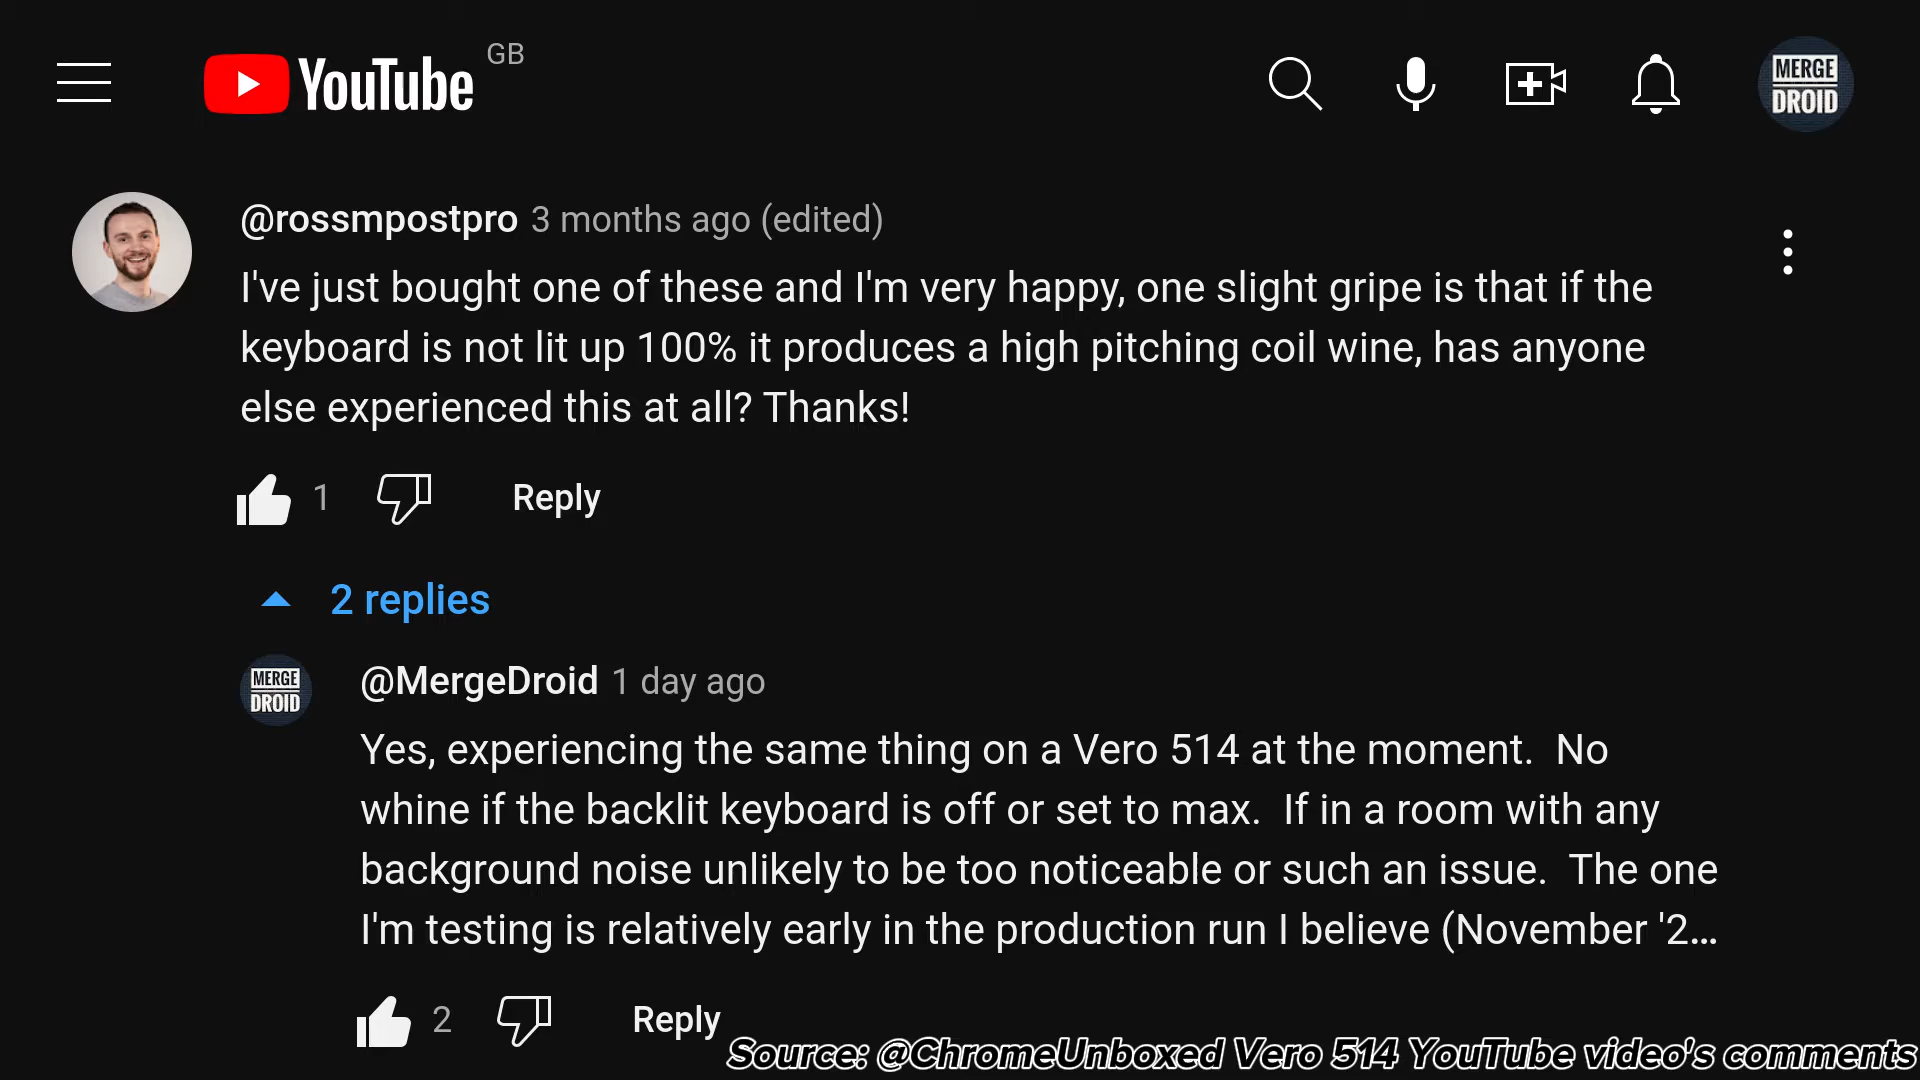 YouTube GB
MERGE
DROID
@rossmpostpro 3 months ago (edited)
I've just bought one of these and I'm very happy, one slight gripe is that if the
keyboard is not lit up 100% it produces a high pitching coil wine, has anyone
else experienced this at all? Thanks!
1 Reply
2 replies
MERGE
DROID
@MergeDroid 1 day ago
Yes, experiencing the same thing on a Vero 514 at the moment.  No
whine if the backlit keyboard is off or set to max.  If in a room with any
background noise unlikely to be too noticeable or such an issue.  The one
I'm testing is relatively early in the production run I believe (November '2...
2 Reply
Source: @ChromeUnboxed Vero 514 YouTube video's comments